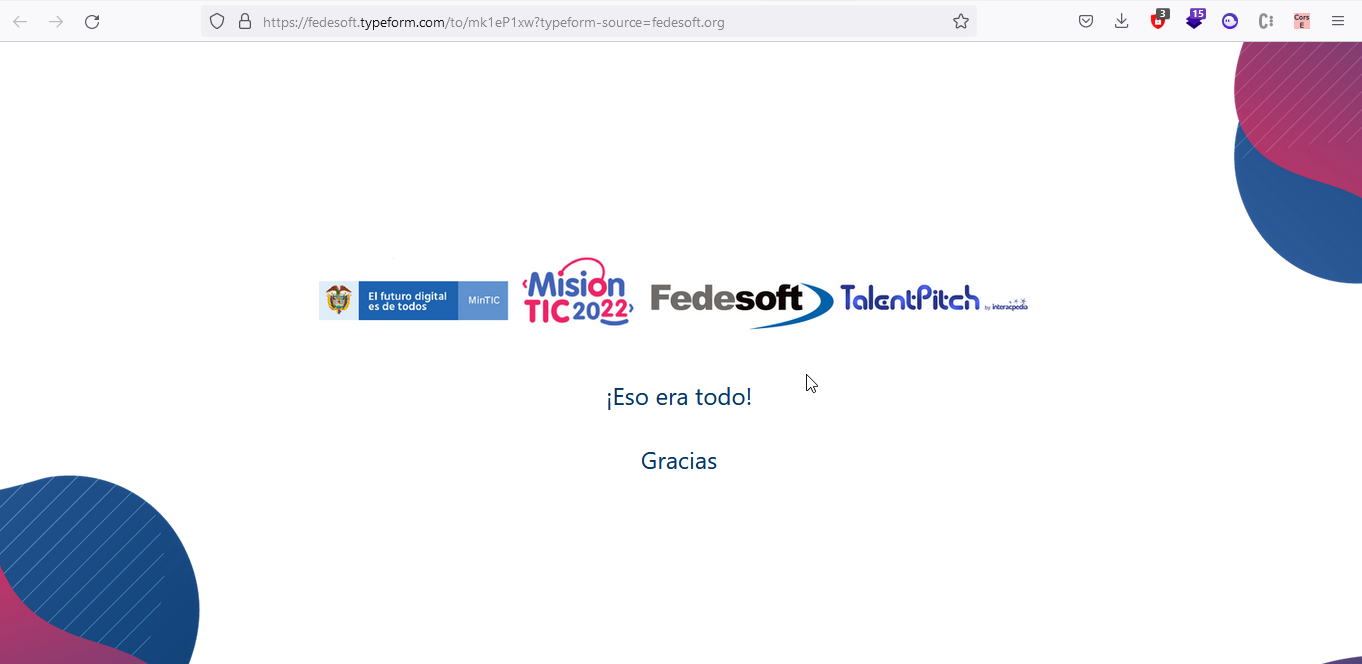 https://fedesoft.typeform.com/to/mk1eP1xw?typeform-source=fedesoft.org
3
15
Cors
E
El futuro digital
es de todos
MinTIC
Misión
TIC 2022
Fedesoft
TalentPitch
by interacpedia
¡Eso era todo!
Gracias